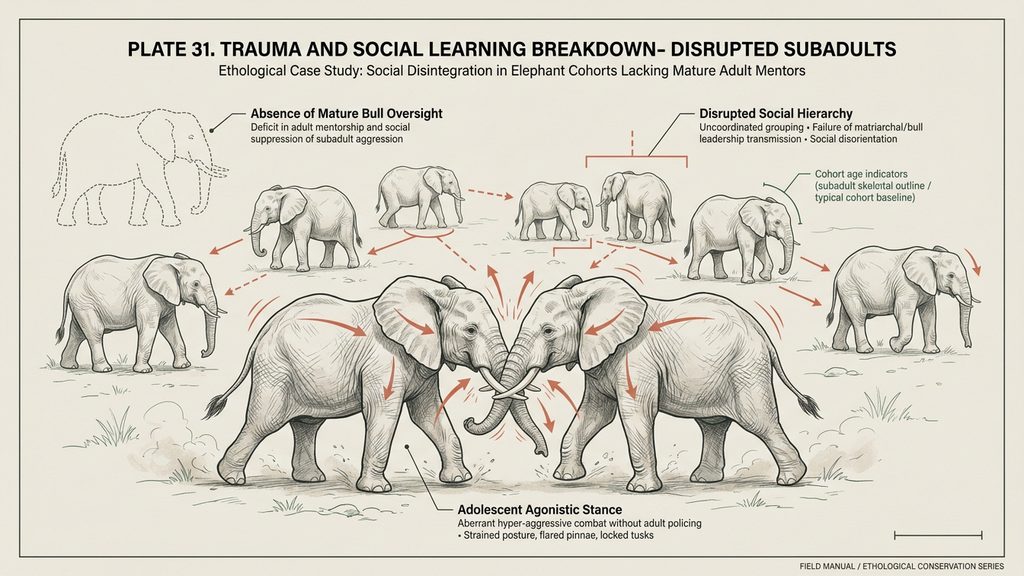 PLATE 31. TRAUMA AND SOCIAL LEARNING BREAKDOWN– DISRUPTED SUBADULTS
Ethological Case Study: Social Disintegration in Elephant Cohorts Lacking Mature Adult Mentors
Absence of Mature Bull Oversight
Deficit in adult mentorship and social
suppression of subadult aggression
Disrupted Social Hierarchy
Uncoordinated grouping • Failure of matriarchal/bull
leadership transmission • Social disorientation
Cohort age indicators
(subadult skeletal outline /
typical cohort baseline)
Adolescent Agonistic Stance
Aberrant hyper-aggressive combat without adult policing
• Strained posture, flared pinnae, locked tusks
FIELD MANUAL / ETHOLOGICAL CONSERVATION SERIES